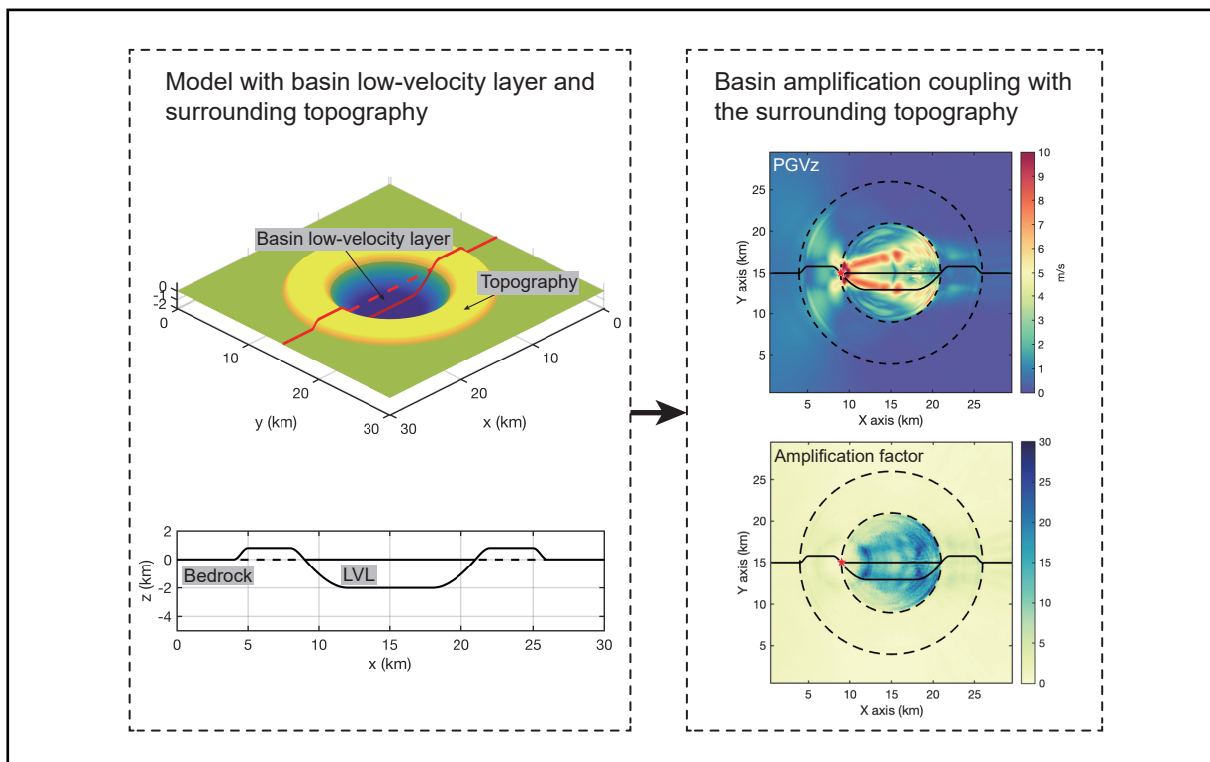 Model with basin low-velocity layer and
surrounding topography
Basin low-velocity layer
Topography
0
-1
-2
0
10
20
30
y (km)
0
10
20
30
x (km)
2
0
-2
-4
z (km)
Bedrock
LVL
0 5 10 15 20 25 30
x (km)
Basin amplification coupling with
the surrounding topography
PGVz
25
20
15
10
5
Y axis (km)
5 10 15 20 25
X axis (km)
10
9
8
7
6
5
4
3
2
1
0
m/s
Amplification factor
25
20
15
10
5
Y axis (km)
5 10 15 20 25
X axis (km)
30
25
20
15
10
5
0